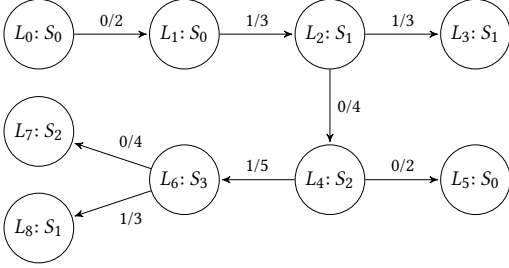 0/2 1/3 1/3
L₀: S₀ L₁: S₀ L₂: S₁ L₃: S₁
0/4
L₇: S₂
0/4 1/5 0/2
L₆: S₃ L₄: S₂ L₅: S₀
1/3
L₈: S₁